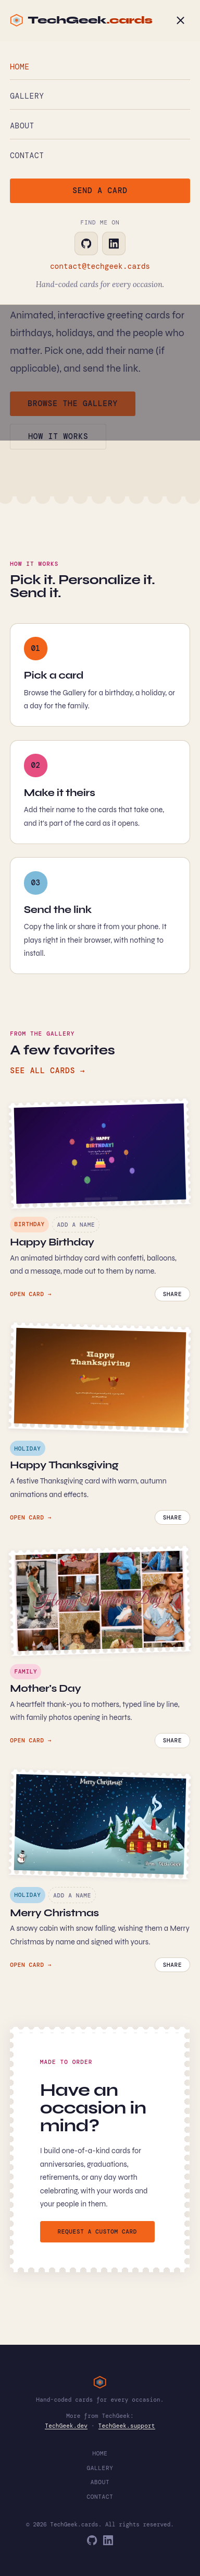 TechGeek.cards
HOME
GALLERY
ABOUT
CONTACT
SEND A CARD
FIND ME ON
contact@techgeek.cards
Hand-coded cards for every occasion.
Animated, interactive greeting cards for
birthdays, holidays, and the people who
matter. Pick one, add their name (if
applicable), and send the link.
BROWSE THE GALLERY
HOW IT WORKS
HOW IT WORKS
Pick it. Personalize it.
Send it.
01
Pick a card
Browse the Gallery for a birthday, a holiday, or
a day for the family.
02
Make it theirs
Add their name to the cards that take one,
and it's part of the card as it opens.
03
Send the link
Copy the link or share it from your phone. It
plays right in their browser, with nothing to
install.
FROM THE GALLERY
A few favorites
SEE ALL CARDS →
HAPPY
BIRTHDAY!
BIRTHDAY ADD A NAME
Happy Birthday
An animated birthday card with confetti, balloons,
and a message, made out to them by name.
OPEN CARD → SHARE
Happy
Thanksgiving
HOLIDAY
Happy Thanksgiving
A festive Thanksgiving card with warm, autumn
animations and effects.
OPEN CARD → SHARE
Happy Mother's Day!
FAMILY
Mother's Day
A heartfelt thank-you to mothers, typed line by line,
with family photos opening in hearts.
OPEN CARD → SHARE
Merry Christmas!
HOLIDAY ADD A NAME
Merry Christmas
A snowy cabin with snow falling, wishing them a Merry
Christmas by name and signed with yours.
OPEN CARD → SHARE
MADE TO ORDER
Have an
occasion in
mind?
I build one-of-a-kind cards for
anniversaries, graduations,
retirements, or any day worth
celebrating, with your words and
your people in them.
REQUEST A CUSTOM CARD
Hand-coded cards for every occasion.
More from TechGeek:
TechGeek.dev · TechGeek.support
HOME
GALLERY
ABOUT
CONTACT
© 2026 TechGeek.cards. All rights reserved.